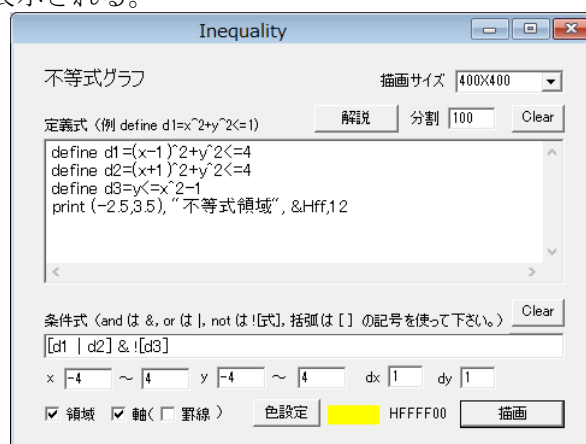 表示される。
Inequality
不等式グラフ 描画サイズ 400X400
定義式（例 define d1=x^2+y^2<=1） 解説 分割 100 Clear
define d1=(x-1)^2+y^2<=4
define d2=(x+1)^2+y^2<=4
define d3=y<=x^2-1
print (-2.5,3.5), "不等式領域", &Hff,12
条件式（and は &, or は |, not は ![式], 括弧は [ ] の記号を使って下さい。） Clear
[d1 | d2] & ![d3]
x -4 ～ 4 y -4 ～ 4 dx 1 dy 1
領域 軸( 罫線 ) 色設定 HFFFF00 描画